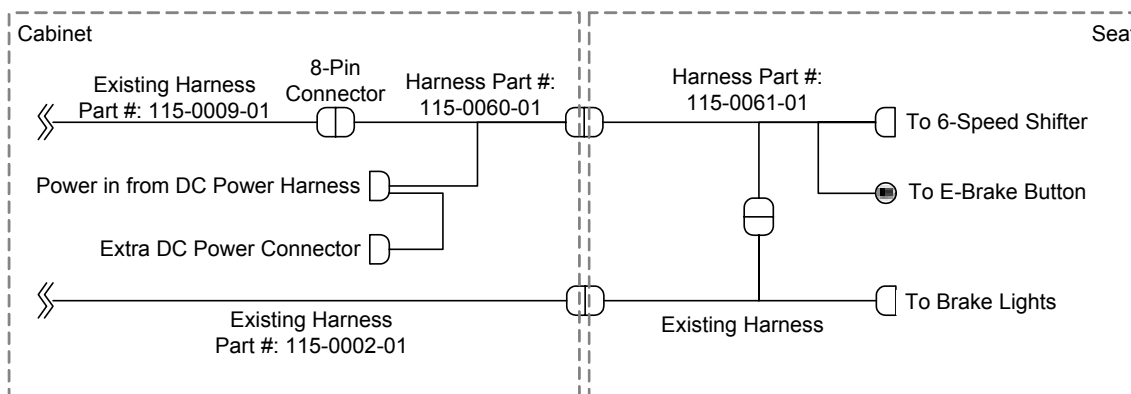 Cabinet
Existing Harness
Part #: 115-0009-01
8-Pin
Connector
Harness Part #:
115-0060-01
Power in from DC Power Harness
Extra DC Power Connector
Existing Harness
Part #: 115-0002-01
Seat
Harness Part #:
115-0061-01
To 6-Speed Shifter
To E-Brake Button
To Brake Lights
Existing Harness